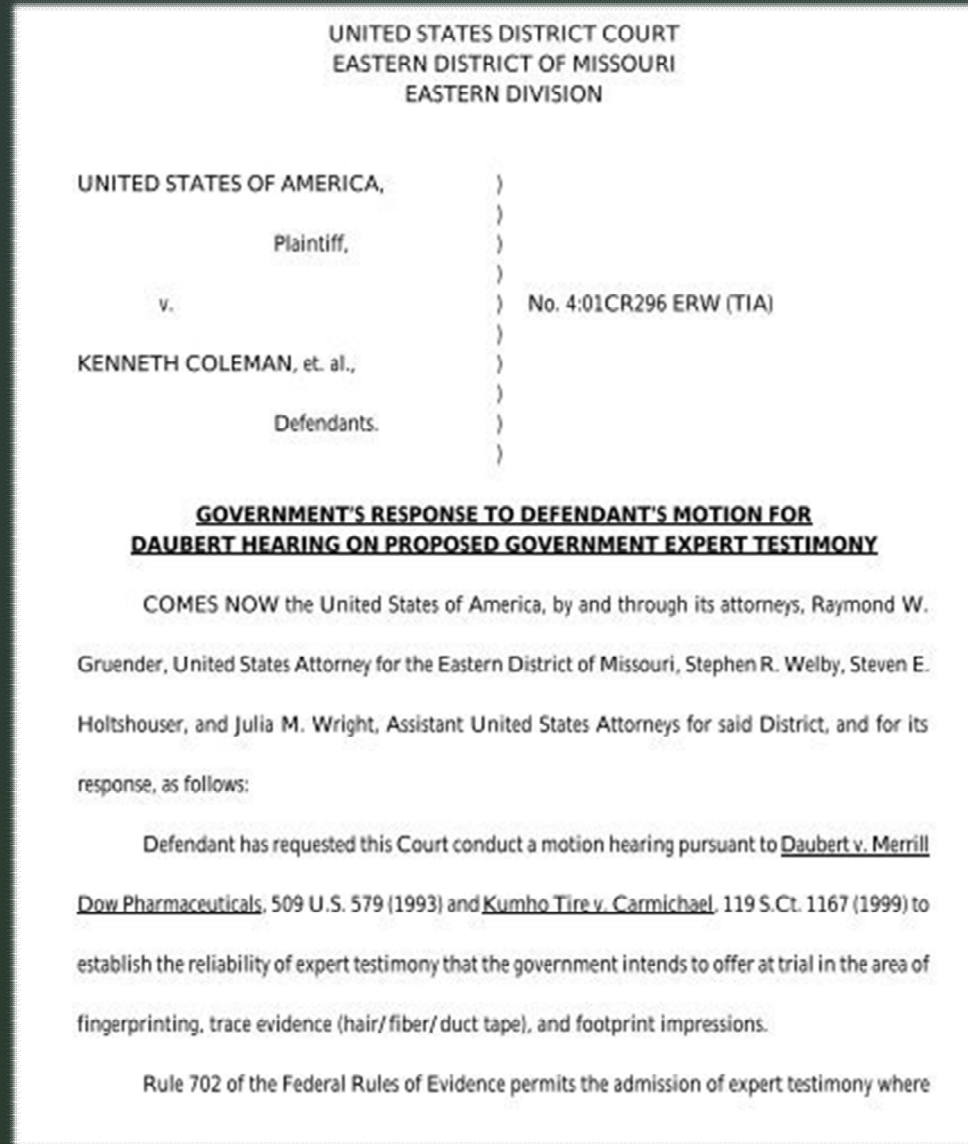 UNITED STATES DISTRICT COURT
EASTERN DISTRICT OF MISSOURI
EASTERN DIVISION
UNITED STATES OF AMERICA, )
)
Plaintiff, )
)
v. ) No. 4:01CR296 ERW (TIA)
)
KENNETH COLEMAN, et. al., )
)
Defendants. )
)
GOVERNMENT'S RESPONSE TO DEFENDANT'S MOTION FOR
DAUBERT HEARING ON PROPOSED GOVERNMENT EXPERT TESTIMONY
COMES NOW the United States of America, by and through its attorneys, Raymond W.
Gruender, United States Attorney for the Eastern District of Missouri, Stephen R. Welby, Steven E.
Holtshouser, and Julia M. Wright, Assistant United States Attorneys for said District, and for its
response, as follows:
Defendant has requested this Court conduct a motion hearing pursuant to Daubert v. Merrill
Dow Pharmaceuticals, 509 U.S. 579 (1993) and Kumho Tire v. Carmichael, 119 S.Ct. 1167 (1999) to
establish the reliability of expert testimony that the government intends to offer at trial in the area of
fingerprinting, trace evidence (hair/fiber/duct tape), and footprint impressions.
Rule 702 of the Federal Rules of Evidence permits the admission of expert testimony where